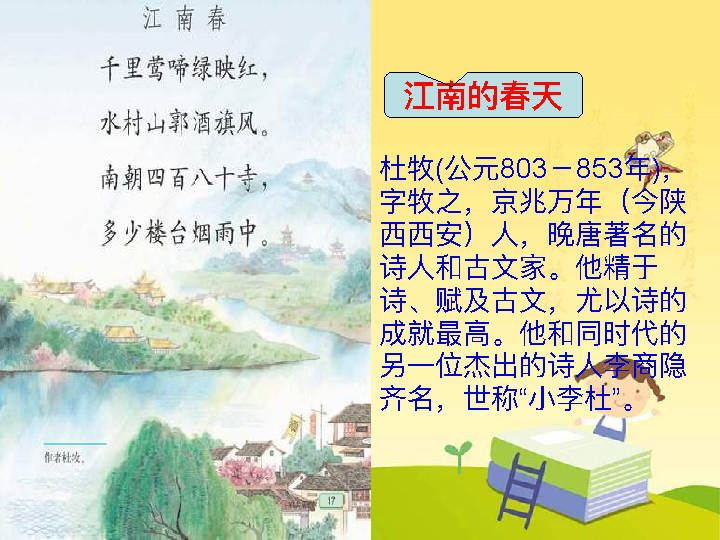 江南春
千里莺啼绿映红，
水村山郭酒旗风。
南朝四百八十寺，
多少楼台烟雨中。
作者杜牧。
17
江南的春天
杜牧(公元803－853年)，
字牧之，京兆万年（今陕
西西安）人，晚唐著名的
诗人和古文家。他精于
诗、赋及古文，尤以诗的
成就最高。他和同时代的
另一位杰出的诗人李商隐
齐名，世称“小李杜”。